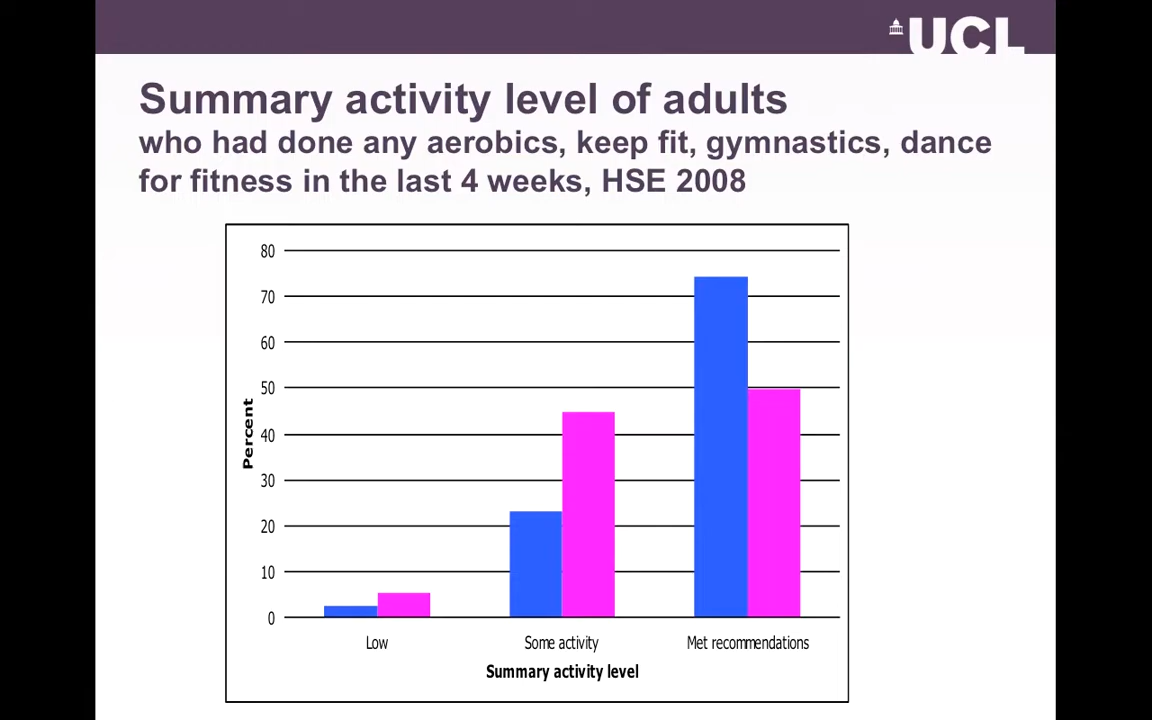 UCL
Summary activity level of adults
who had done any aerobics, keep fit, gymnastics, dance
for fitness in the last 4 weeks, HSE 2008
80
70
60
50
40
30
20
10
0
Percent
Low
Some activity
Met recommendations
Summary activity level